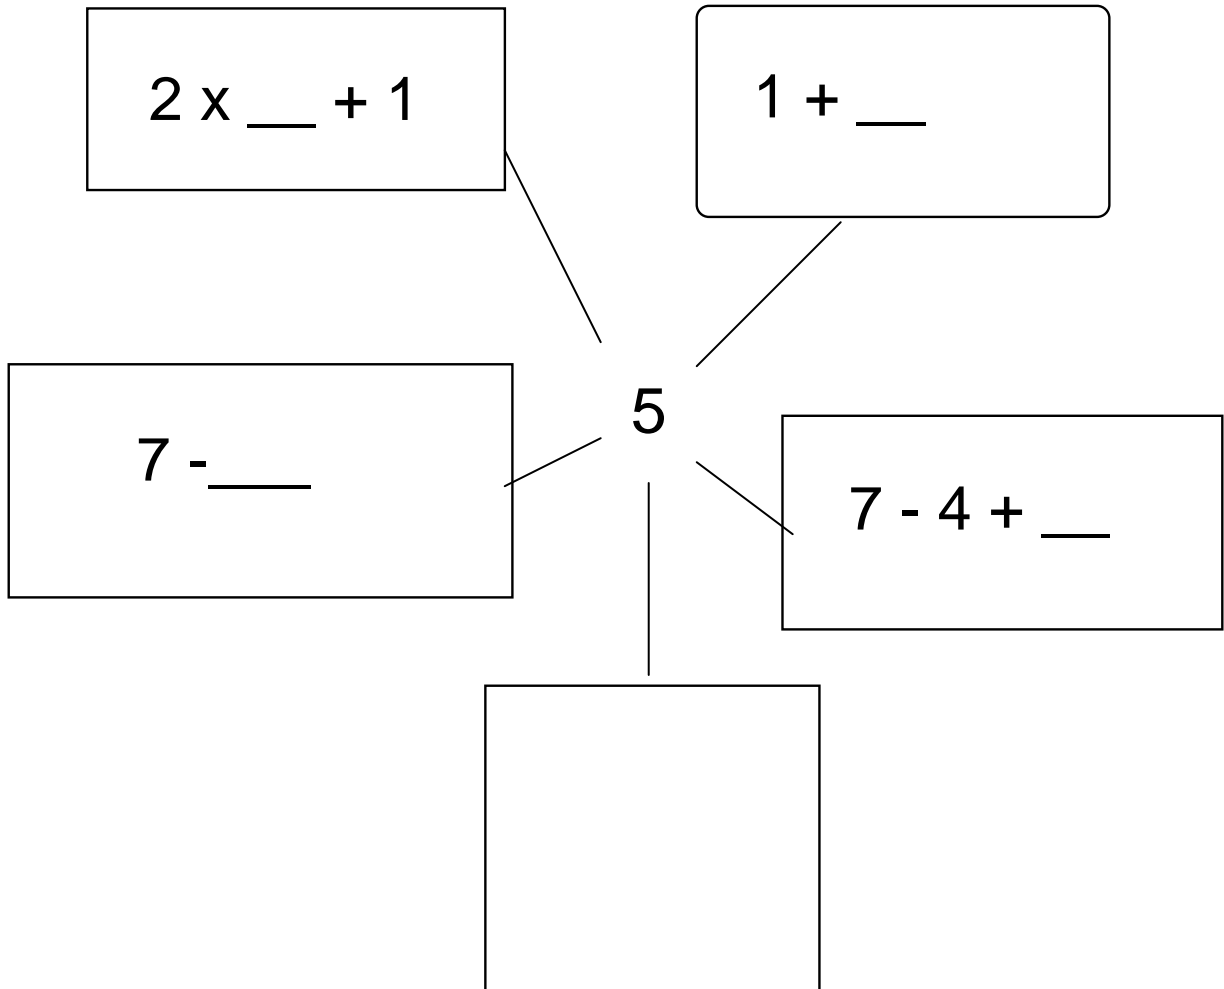 2 x __ + 1
1 + __
5
7 -___
7 - 4 + __